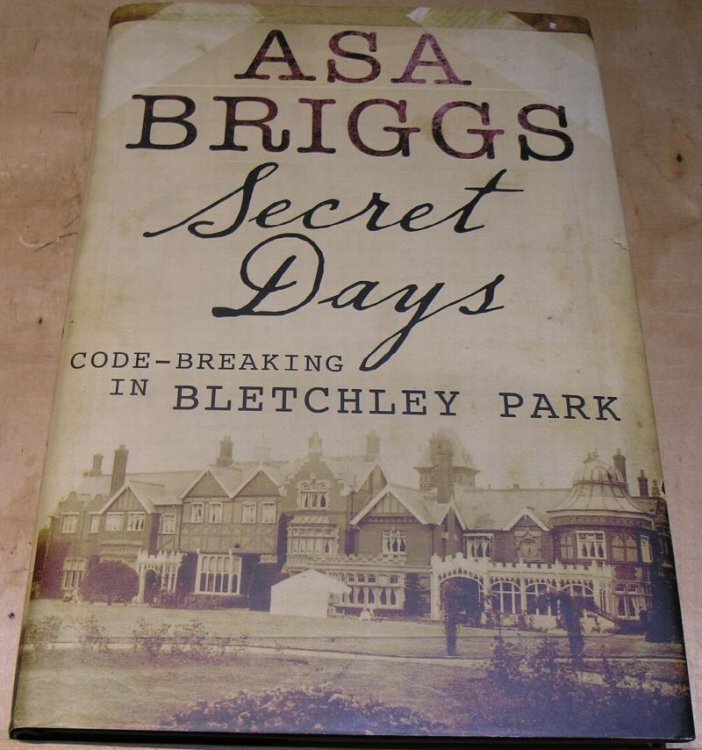 ASA
BRIGGS
Secret
Days
CODE-BREAKING
IN BLETCHLEY PARK